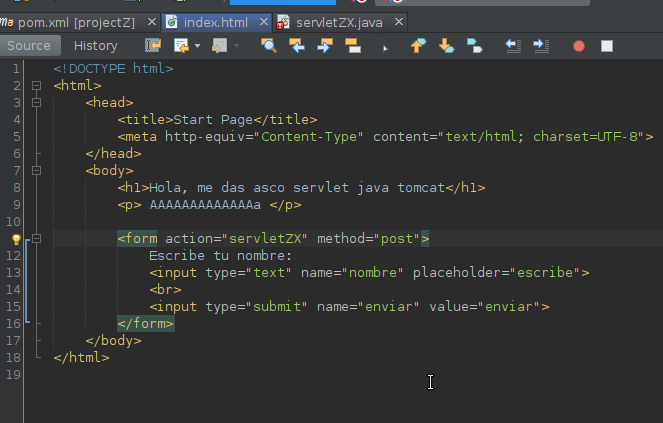 pom.xml [projectZ] index.html servletZX.java
Source History
1 <!DOCTYPE html>
2 <html>
3 <head>
4 <title>Start Page</title>
5 <meta http-equiv="Content-Type" content="text/html; charset=UTF-8">
6 </head>
7 <body>
8 <h1>Hola, me das asco servlet java tomcat</h1>
9 <p> AAAAAAAAAAAAAa </p>
10
<form action="servletZX" method="post">
12 Escribe tu nombre:
13 <input type="text" name="nombre" placeholder="escribe">
14 <br>
15 <input type="submit" name="enviar" value="enviar">
16 </form>
17 </body>
18 </html>
19